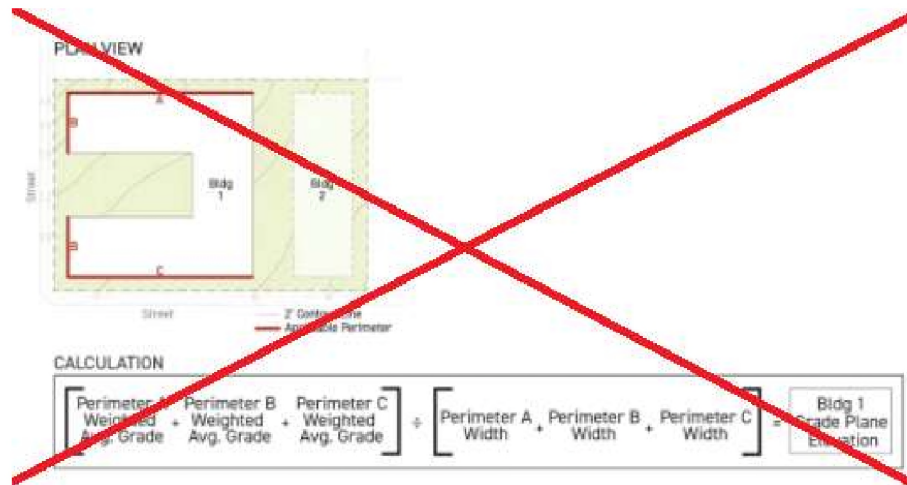 PLAN VIEW
A
B
Street
Bldg
1
Bldg
2
B
C
Street
2' Contour Line
Applicable Perimeter
CALCULATION
Perimeter A Weighted Avg. Grade + Perimeter B Weighted Avg. Grade + Perimeter C Weighted Avg. Grade ÷ Perimeter A Width + Perimeter B Width + Perimeter C Width = Bldg 1 Grade Plane Elevation